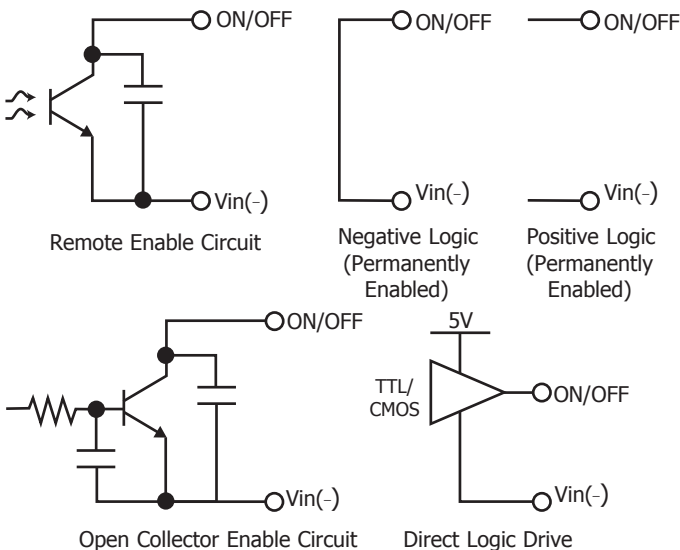 ON/OFF
Vin(-)
Remote Enable Circuit
ON/OFF
Vin(-)
Negative Logic
(Permanently
Enabled)
ON/OFF
Vin(-)
Positive Logic
(Permanently
Enabled)
ON/OFF
Vin(-)
Open Collector Enable Circuit
5V
TTL/
CMOS
ON/OFF
Vin(-)
Direct Logic Drive